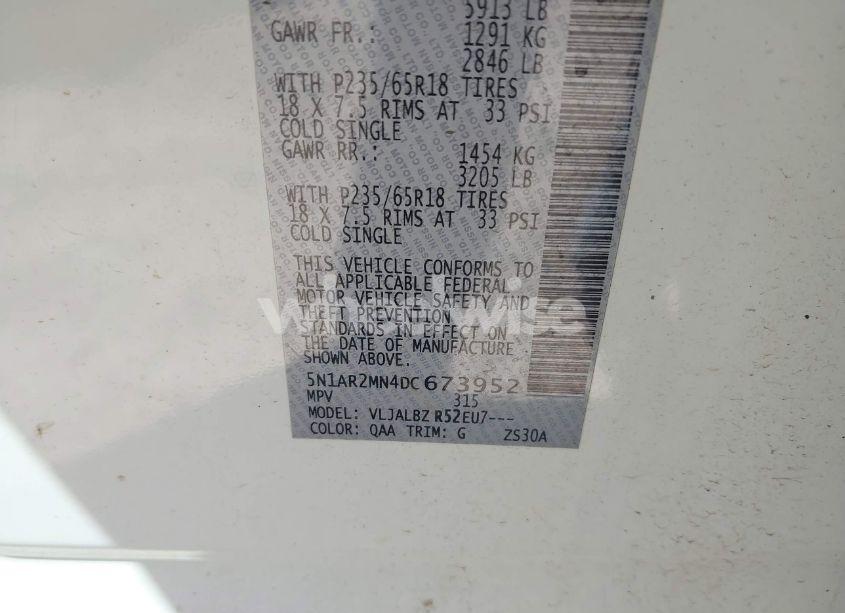 5913 LB
GAWR FR.: 1291 KG
2846 LB
WITH P235/65R18 TIRES
18 X 7.5 RIMS AT 33 PSI
COLD SINGLE
GAWR RR.: 1454 KG
3205 LB
WITH P235/65R18 TIRES
18 X 7.5 RIMS AT 33 PSI
COLD SINGLE
THIS VEHICLE CONFORMS TO
ALL APPLICABLE FEDERAL
MOTOR VEHICLE SAFETY AND
THEFT PREVENTION
STANDARDS IN EFFECT ON
THE DATE OF MANUFACTURE
SHOWN ABOVE.
5N1AR2MN4DC 673952
MPV 315
MODEL: VLJALBZ R52EU7---
COLOR: QAA TRIM: G ZS30A